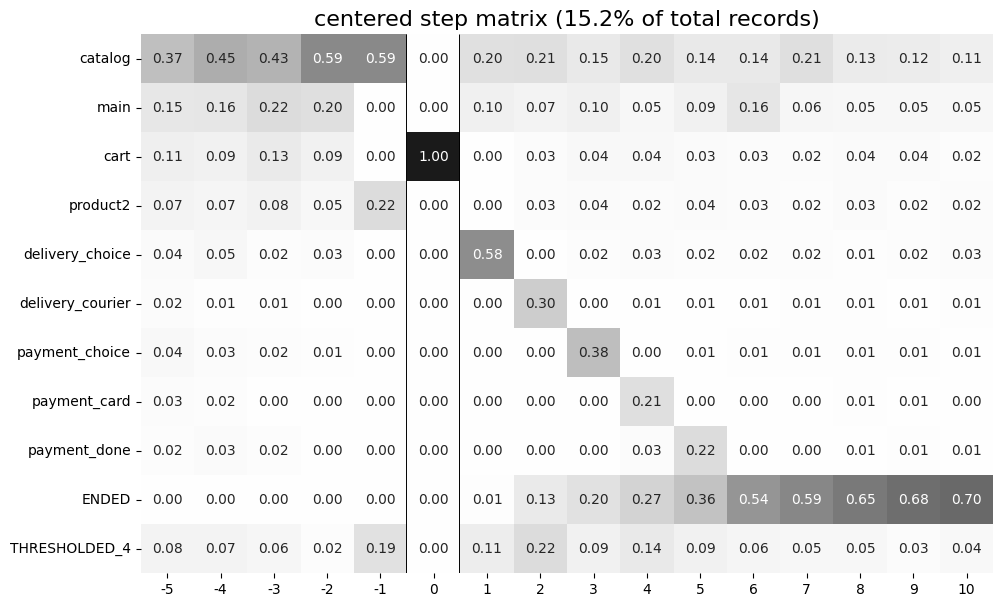 centered step matrix (15.2% of total records)
catalog 0.37 0.45 0.43 0.59 0.59 0.00 0.20 0.21 0.15 0.20 0.14 0.14 0.21 0.13 0.12 0.11
main 0.15 0.16 0.22 0.20 0.00 0.00 0.10 0.07 0.10 0.05 0.09 0.16 0.06 0.05 0.05 0.05
cart 0.11 0.09 0.13 0.09 0.00 1.00 0.00 0.03 0.04 0.04 0.03 0.03 0.02 0.04 0.04 0.02
product2 0.07 0.07 0.08 0.05 0.22 0.00 0.00 0.03 0.04 0.02 0.04 0.03 0.02 0.03 0.02 0.02
delivery_choice 0.04 0.05 0.02 0.03 0.00 0.00 0.58 0.00 0.02 0.03 0.02 0.02 0.02 0.01 0.02 0.03
delivery_courier 0.02 0.01 0.01 0.00 0.00 0.00 0.00 0.30 0.00 0.01 0.01 0.01 0.01 0.01 0.01 0.01
payment_choice 0.04 0.03 0.02 0.01 0.00 0.00 0.00 0.00 0.38 0.00 0.01 0.01 0.01 0.01 0.01 0.01
payment_card 0.03 0.02 0.00 0.00 0.00 0.00 0.00 0.00 0.00 0.21 0.00 0.00 0.00 0.01 0.01 0.00
payment_done 0.02 0.03 0.02 0.00 0.00 0.00 0.00 0.00 0.00 0.03 0.22 0.00 0.00 0.01 0.01 0.01
ENDED 0.00 0.00 0.00 0.00 0.00 0.00 0.01 0.13 0.20 0.27 0.36 0.54 0.59 0.65 0.68 0.70
THRESHOLDED_4 0.08 0.07 0.06 0.02 0.19 0.00 0.11 0.22 0.09 0.14 0.09 0.06 0.05 0.05 0.03 0.04
-5 -4 -3 -2 -1 0 1 2 3 4 5 6 7 8 9 10